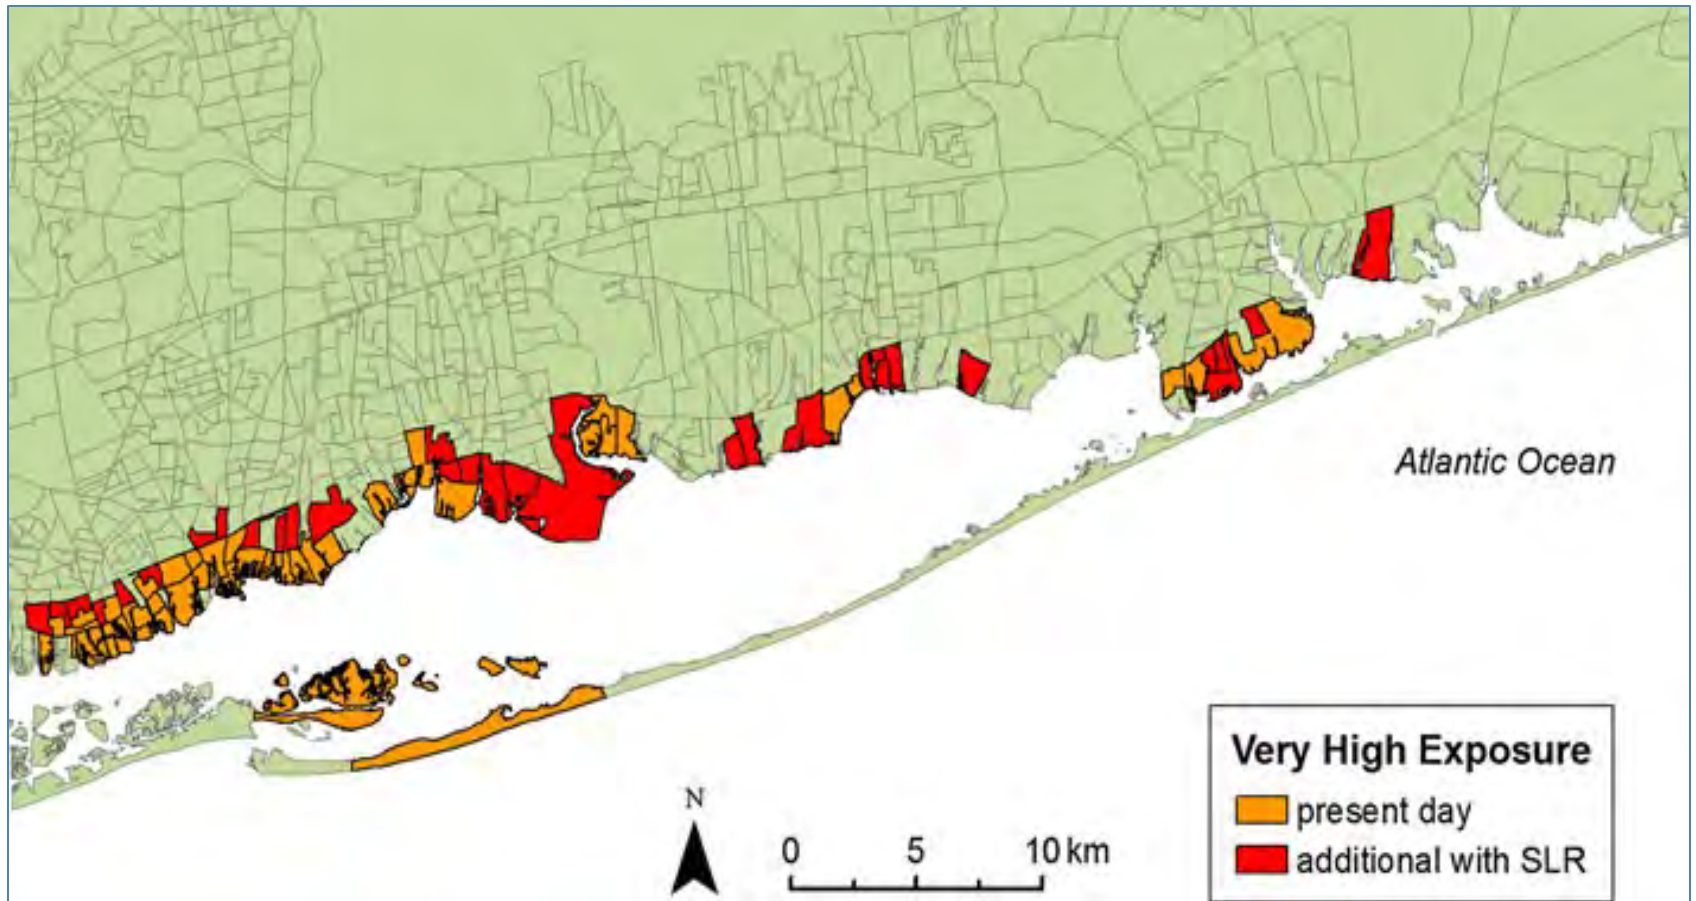 Atlantic Ocean
Very High Exposure
present day
additional with SLR
N
0 5 10 km